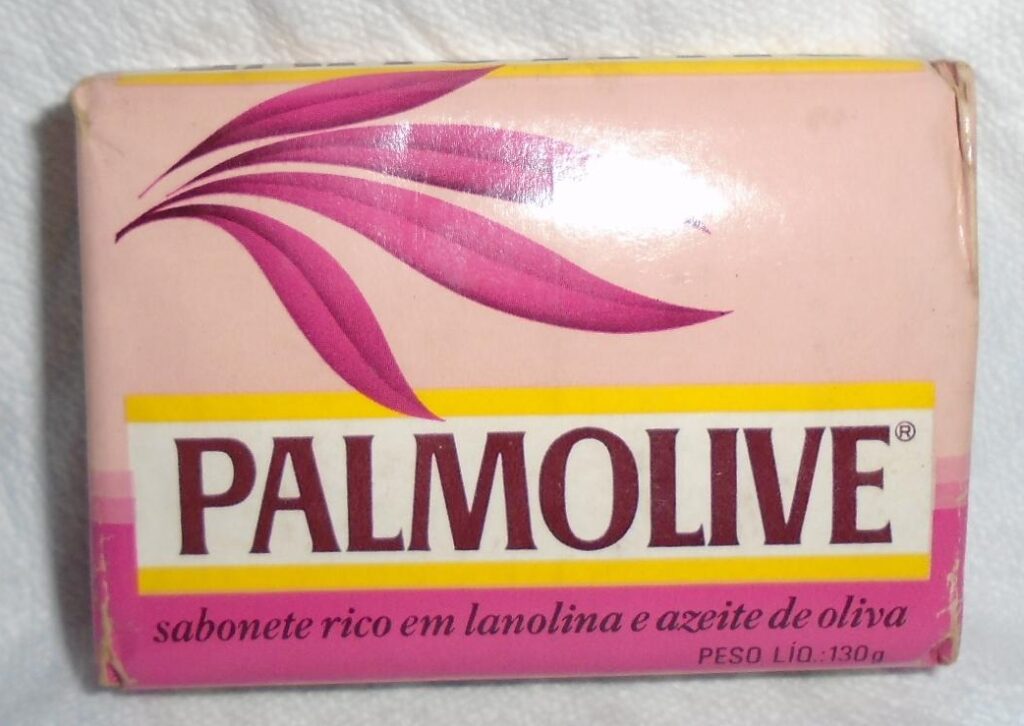 PALMOLIVE®
sabonete rico em lanolina e azeite de oliva
PESO LÍQ.:130g